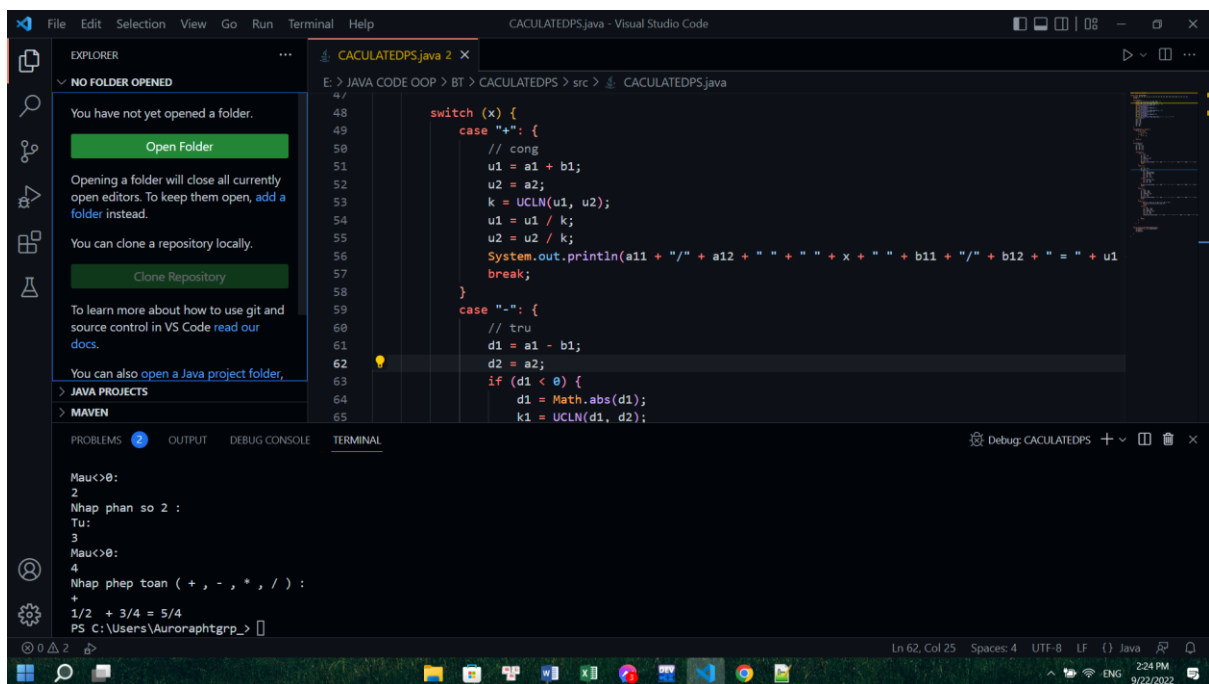 File Edit Selection View Go Run Terminal Help CACULATEDPS.java - Visual Studio Code
EXPLORER ···
NO FOLDER OPENED
You have not yet opened a folder.
Open Folder
Opening a folder will close all currently
open editors. To keep them open, add a
folder instead.
You can clone a repository locally.
Clone Repository
To learn more about how to use git and
source control in VS Code read our
docs.
You can also open a Java project folder,
JAVA PROJECTS
MAVEN
CACULATEDPS.java 2 ×
E: > JAVA CODE OOP > BT > CACULATEDPS > src > CACULATEDPS.java
47
48 switch (x) {
49 case "+": {
50 // cong
51 u1 = a1 + b1;
52 u2 = a2;
53 k = UCLN(u1, u2);
54 u1 = u1 / k;
55 u2 = u2 / k;
56 System.out.println(a11 + "/" + a12 + " " + " " + x + " " + b11 + "/" + b12 + " = " + u1
57 break;
58 }
59 case "-": {
60 // tru
61 d1 = a1 - b1;
62 d2 = a2;
63 if (d1 < 0) {
64 d1 = Math.abs(d1);
65 k1 = UCLN(d1, d2);
PROBLEMS 2 OUTPUT DEBUG CONSOLE TERMINAL Debug: CACULATEDPS
Mau<>0:
2
Nhap phan so 2 :
Tu:
3
Mau<>0:
4
Nhap phep toan ( + , - , * , / ) :
+
1/2 + 3/4 = 5/4
PS C:\Users\Auroraphtgrp_>
0 2 Ln 62, Col 25 Spaces: 4 UTF-8 LF {} Java
DEV ENG 2:24 PM
9/22/2022